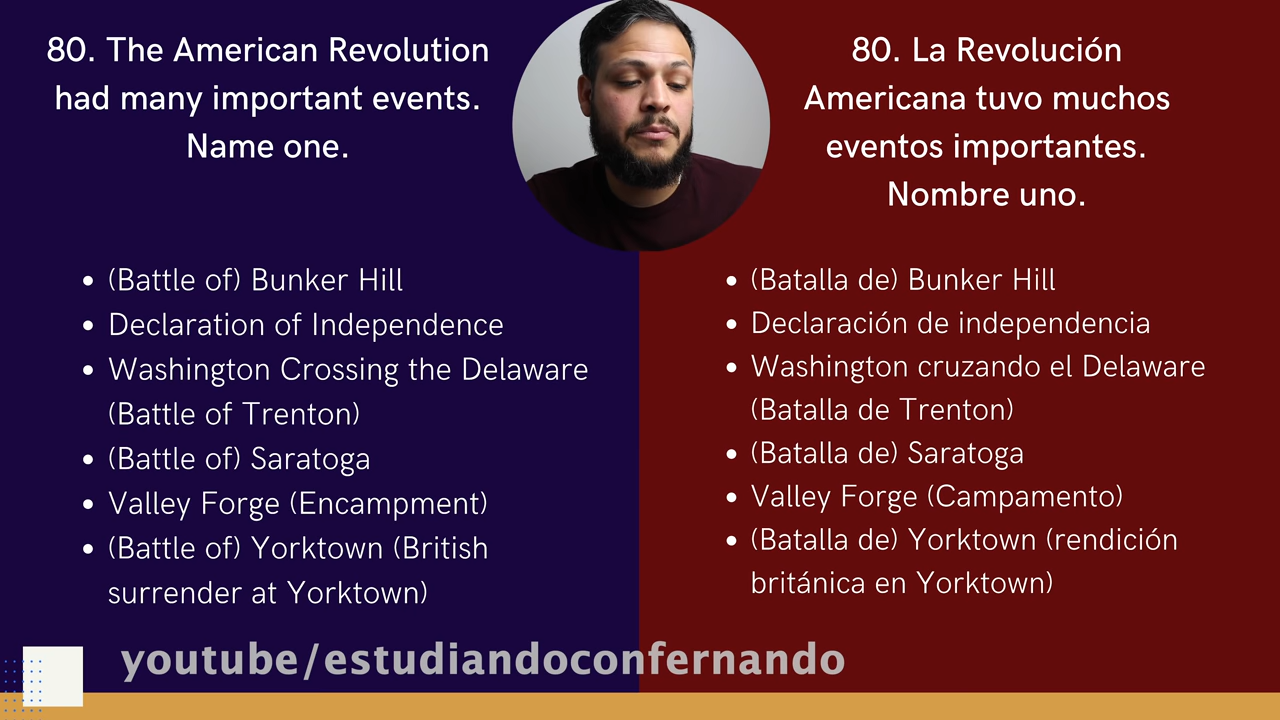 80. The American Revolution
had many important events.
Name one.
• (Battle of) Bunker Hill
• Declaration of Independence
• Washington Crossing the Delaware
(Battle of Trenton)
• (Battle of) Saratoga
• Valley Forge (Encampment)
• (Battle of) Yorktown (British
surrender at Yorktown)
80. La Revolución
Americana tuvo muchos
eventos importantes.
Nombre uno.
• (Batalla de) Bunker Hill
• Declaración de independencia
• Washington cruzando el Delaware
(Batalla de Trenton)
• (Batalla de) Saratoga
• Valley Forge (Campamento)
• (Batalla de) Yorktown (rendición
británica en Yorktown)
youtube/estudiandoconfernando